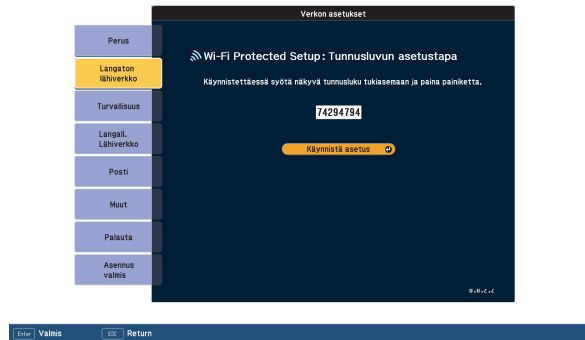 Verkon asetukset
Perus
Langaton
lähiverkko
Turvallisuus
Langall.
Lähiverkko
Posti
Muut
Palauta
Asennus
valmis
Wi-Fi Protected Setup: Tunnusluvun asetustapa
Käynnistettäessä syötä näkyvä tunnusluku tukiasemaan ja paina painiketta.
74294794
Käynnistä asetus
Enter Valmis
ESC Return